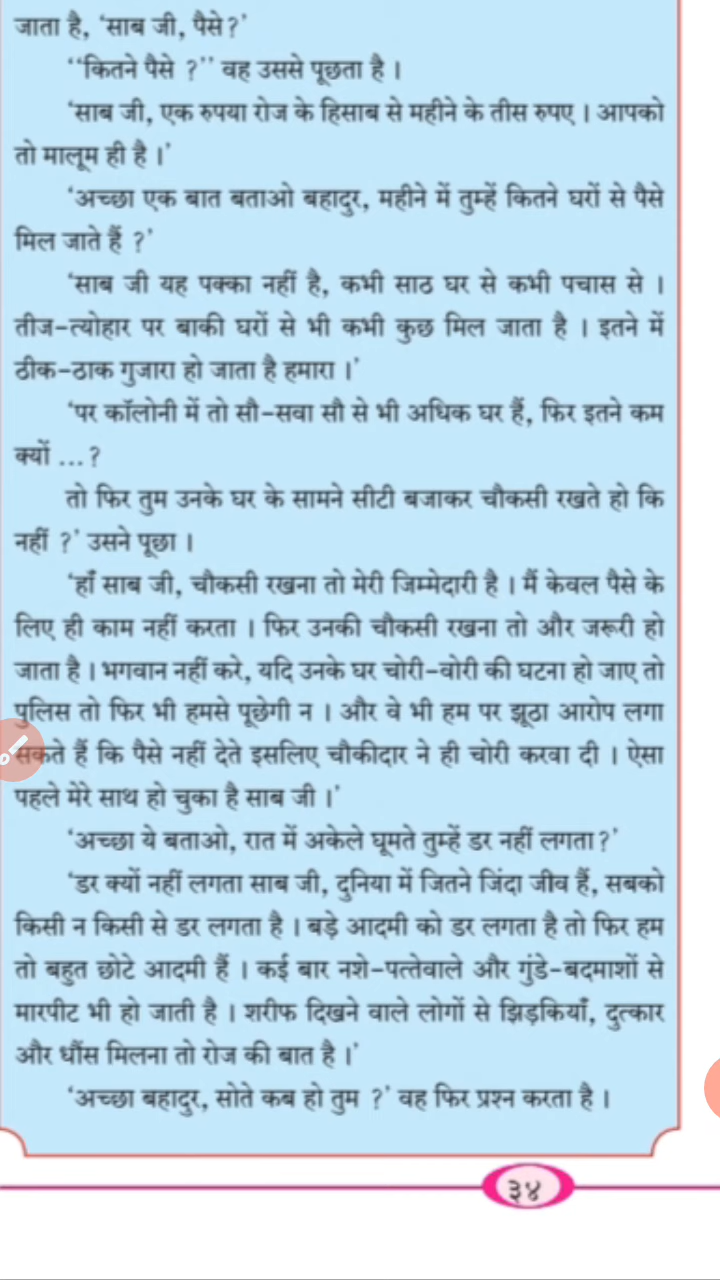 जाता है, ‘साब जी, पैसे?’
‘‘कितने पैसे ?’’ वह उससे पूछता है ।
‘साब जी, एक रुपया रोज के हिसाब से महीने के तीस रुपए । आपको
तो मालूम ही है ।’
‘अच्छा एक बात बताओ बहादुर, महीने में तुम्हें कितने घरों से पैसे
मिल जाते हैं ?’
‘साब जी यह पक्का नहीं है, कभी साठ घर से कभी पचास से ।
तीज-त्योहार पर बाकी घरों से भी कभी कुछ मिल जाता है । इतने में
ठीक-ठाक गुजारा हो जाता है हमारा ।’
‘पर कॉलोनी में तो सौ-सवा सौ से भी अधिक घर हैं, फिर इतने कम
क्यों ...?
तो फिर तुम उनके घर के सामने सीटी बजाकर चौकसी रखते हो कि
नहीं ?’ उसने पूछा ।
‘हाँ साब जी, चौकसी रखना तो मेरी जिम्मेदारी है । मैं केवल पैसे के
लिए ही काम नहीं करता । फिर उनकी चौकसी रखना तो और जरूरी हो
जाता है । भगवान नहीं करे, यदि उनके घर चोरी-वोरी की घटना हो जाए तो
पुलिस तो फिर भी हमसे पूछेगी न । और वे भी हम पर झूठा आरोप लगा
सकते हैं कि पैसे नहीं देते इसलिए चौकीदार ने ही चोरी करवा दी । ऐसा
पहले मेरे साथ हो चुका है साब जी ।’
‘अच्छा ये बताओ, रात में अकेले घूमते तुम्हें डर नहीं लगता?’
‘डर क्यों नहीं लगता साब जी, दुनिया में जितने जिंदा जीव हैं, सबको
किसी न किसी से डर लगता है । बड़े आदमी को डर लगता है तो फिर हम
तो बहुत छोटे आदमी हैं । कई बार नशे-पत्तेवाले और गुंडे-बदमाशों से
मारपीट भी हो जाती है । शरीफ दिखने वाले लोगों से झिड़कियाँ, दुत्कार
और धौंस मिलना तो रोज की बात है ।’
‘अच्छा बहादुर, सोते कब हो तुम ?’ वह फिर प्रश्न करता है ।
३४